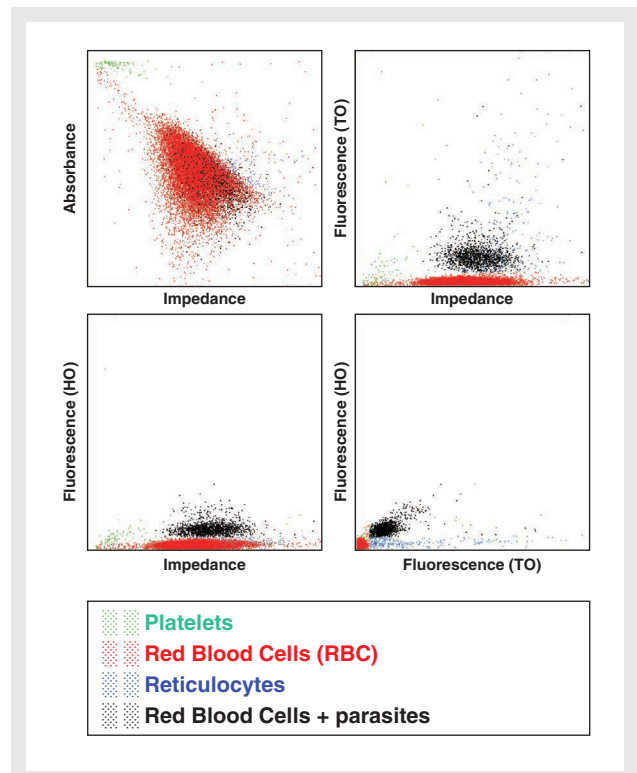 Absorbance
Impedance
Fluorescence (TO)
Impedance
Fluorescence (HO)
Impedance
Fluorescence (HO)
Fluorescence (TO)
Platelets
Red Blood Cells (RBC)
Reticulocytes
Red Blood Cells + parasites